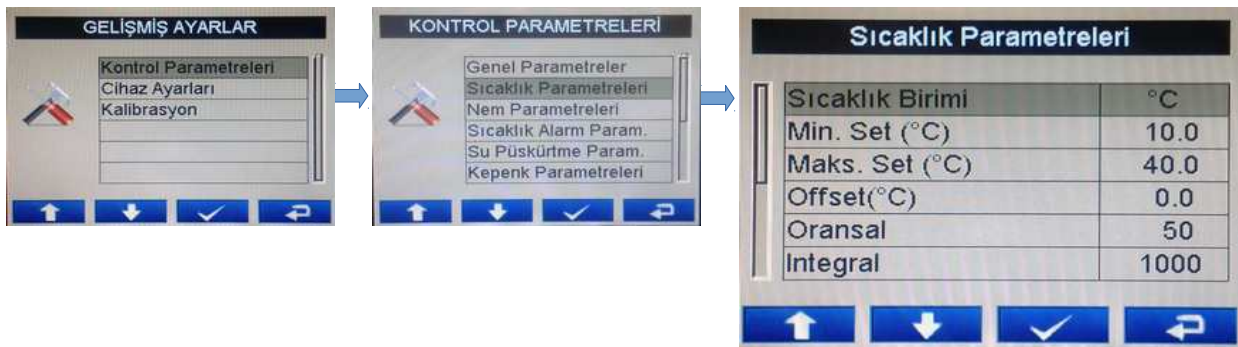 GELİŞMİŞ AYARLAR
Kontrol Parametreleri
Cihaz Ayarları
Kalibrasyon
KONTROL PARAMETRELERİ
Genel Parametreler
Sıcaklık Parametreleri
Nem Parametreleri
Sıcaklık Alarm Param.
Su Püskürtme Param.
Kepenk Parametreleri
Sıcaklık Parametreleri
Sıcaklık Birimi °C
Min. Set (°C) 10.0
Maks. Set (°C) 40.0
Offset(°C) 0.0
Oransal 50
Integral 1000